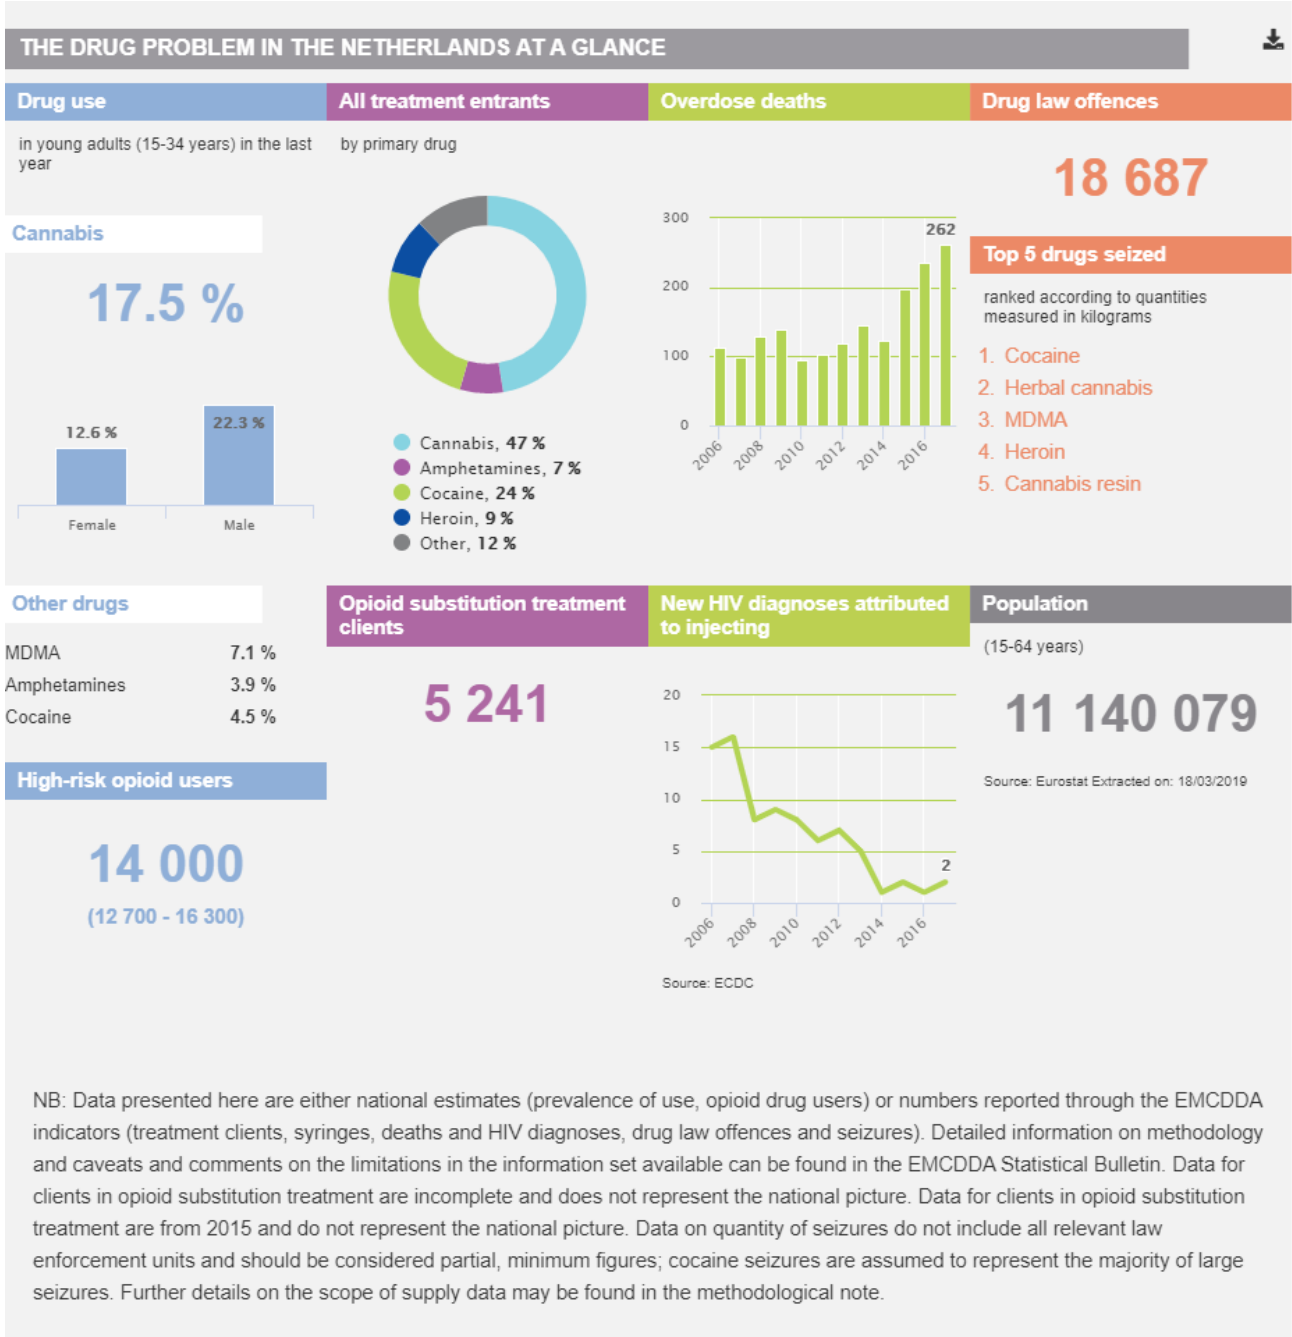 THE DRUG PROBLEM IN THE NETHERLANDS AT A GLANCE
Drug use
in young adults (15-34 years) in the last
year
Cannabis
17.5 %
12.6 %
22.3 %
Female
Male
Other drugs
MDMA 7.1 %
Amphetamines 3.9 %
Cocaine 4.5 %
High-risk opioid users
14 000
(12 700 - 16 300)
All treatment entrants
by primary drug
Cannabis, 47 %
Amphetamines, 7 %
Cocaine, 24 %
Heroin, 9 %
Other, 12 %
Opioid substitution treatment
clients
5 241
Overdose deaths
300
262
200
100
0
2006 2008 2010 2012 2014 2016
New HIV diagnoses attributed
to injecting
20
15
10
5
2
0
2006 2008 2010 2012 2014 2016
Source: ECDC
Drug law offences
18 687
Top 5 drugs seized
ranked according to quantities
measured in kilograms
1. Cocaine
2. Herbal cannabis
3. MDMA
4. Heroin
5. Cannabis resin
Population
(15-64 years)
11 140 079
Source: Eurostat Extracted on: 18/03/2019
NB: Data presented here are either national estimates (prevalence of use, opioid drug users) or numbers reported through the EMCDDA
indicators (treatment clients, syringes, deaths and HIV diagnoses, drug law offences and seizures). Detailed information on methodology
and caveats and comments on the limitations in the information set available can be found in the EMCDDA Statistical Bulletin. Data for
clients in opioid substitution treatment are incomplete and does not represent the national picture. Data for clients in opioid substitution
treatment are from 2015 and do not represent the national picture. Data on quantity of seizures do not include all relevant law
enforcement units and should be considered partial, minimum figures; cocaine seizures are assumed to represent the majority of large
seizures. Further details on the scope of supply data may be found in the methodological note.